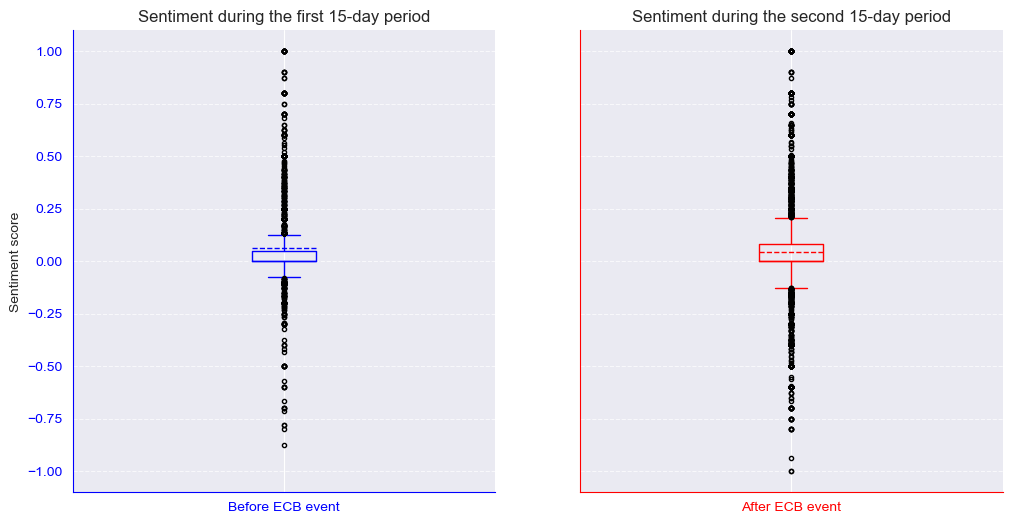 Sentiment during the first 15-day period
Sentiment during the second 15-day period
Sentiment score
1.00
0.75
0.50
0.25
0.00
−0.25
−0.50
−0.75
−1.00
Before ECB event
After ECB event